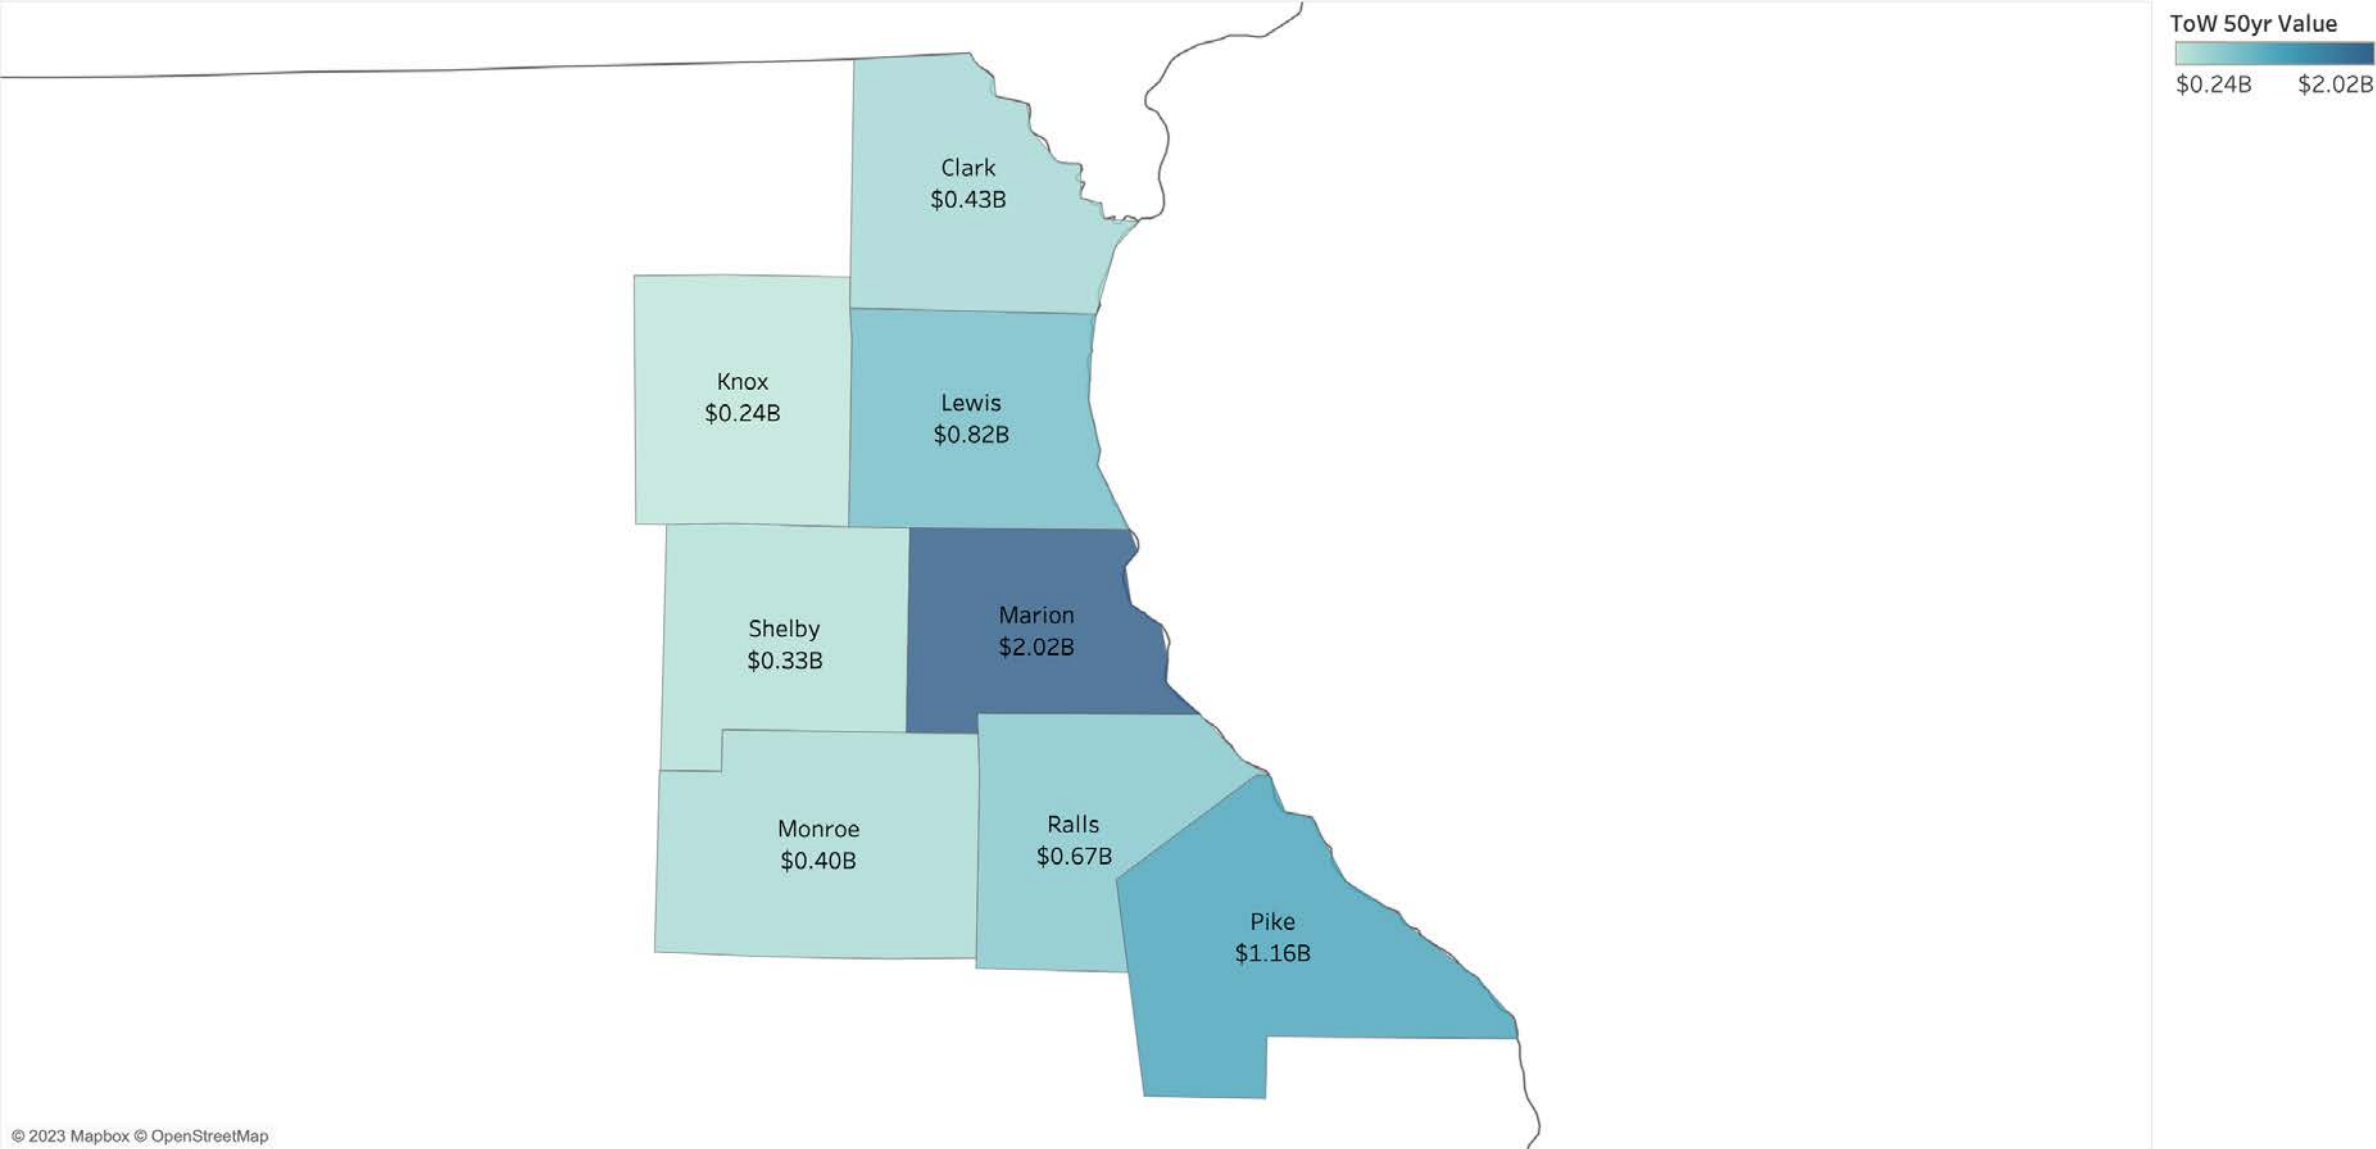 ToW 50yr Value
$0.24B $2.02B
Clark
$0.43B
Knox
$0.24B
Lewis
$0.82B
Shelby
$0.33B
Marion
$2.02B
Monroe
$0.40B
Ralls
$0.67B
Pike
$1.16B
© 2023 Mapbox © OpenStreetMap